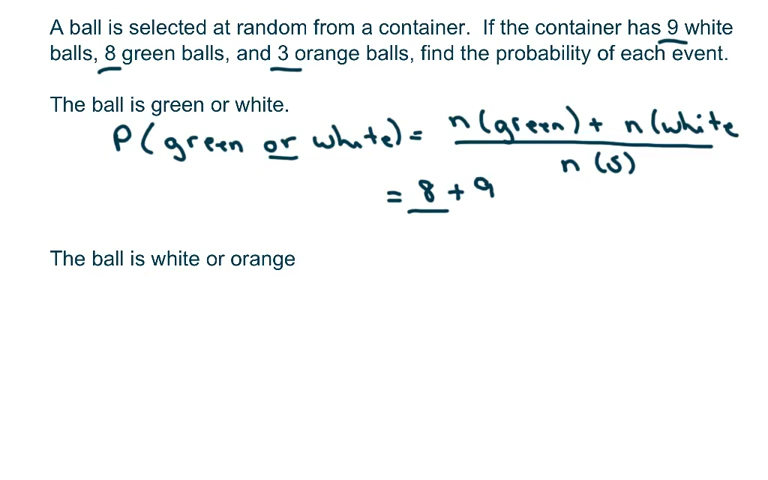 A ball is selected at random from a container. If the container has 9 white
balls, 8 green balls, and 3 orange balls, find the probability of each event.
The ball is green or white.
P(green or white) = n(green) + n(white
n(s)
= 8 + 9
The ball is white or orange